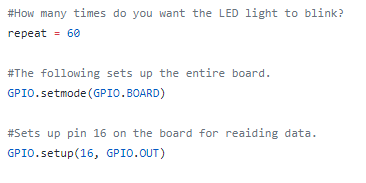 #How many times do you want the LED light to blink?
repeat = 60
#The following sets up the entire board.
GPIO.setmode(GPIO.BOARD)
#Sets up pin 16 on the board for reaiding data.
GPIO.setup(16, GPIO.OUT)